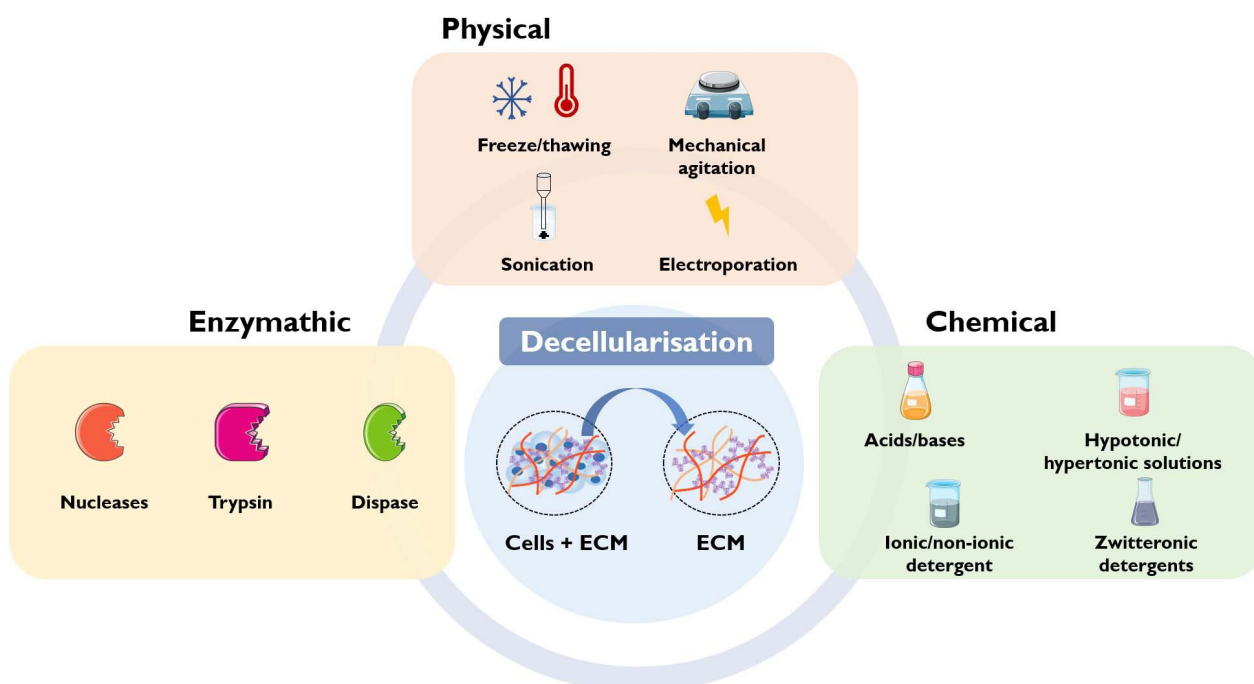 Physical
Freeze/thawing
Mechanical
agitation
Sonication
Electroporation
Enzymathic
Nucleases
Trypsin
Dispase
Decellularisation
Cells + ECM
ECM
Chemical
Acids/bases
Hypotonic/
hypertonic solutions
Ionic/non-ionic
detergent
Zwitteronic
detergents